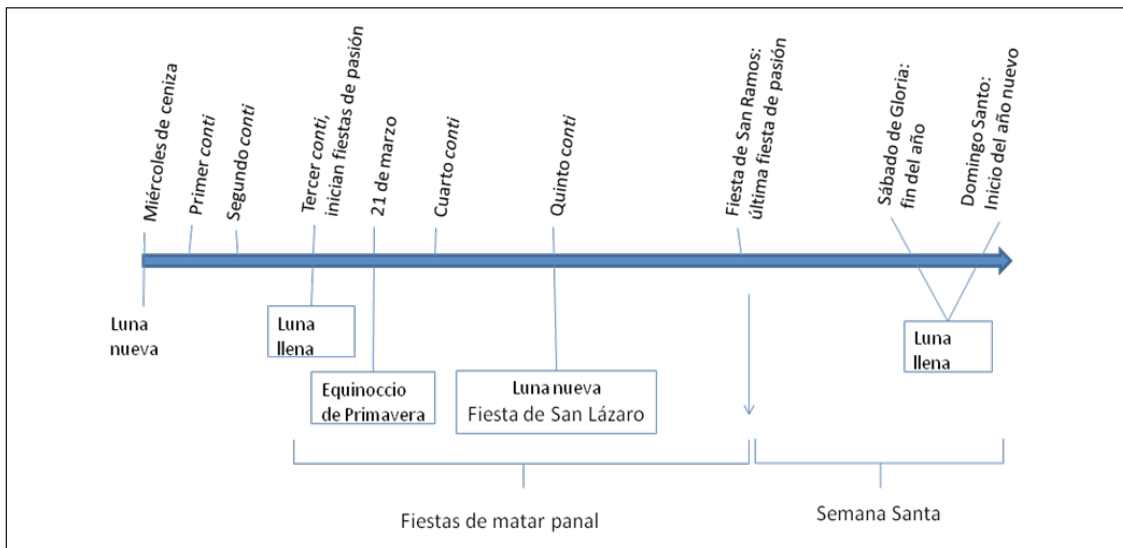 Miércoles de ceniza
Primer conti
Segundo conti
Tercer conti,
inician fiestas de pasión
21 de marzo
Cuarto conti
Quinto conti
Fiesta de San Ramos:
última fiesta de pasión
Sábado de Gloria:
fin del año
Domingo Santo:
Inicio del año nuevo
Luna
nueva
Luna
llena
Equinoccio
de Primavera
Luna nueva
Fiesta de San Lázaro
Luna
llena
Fiestas de matar panal
Semana Santa